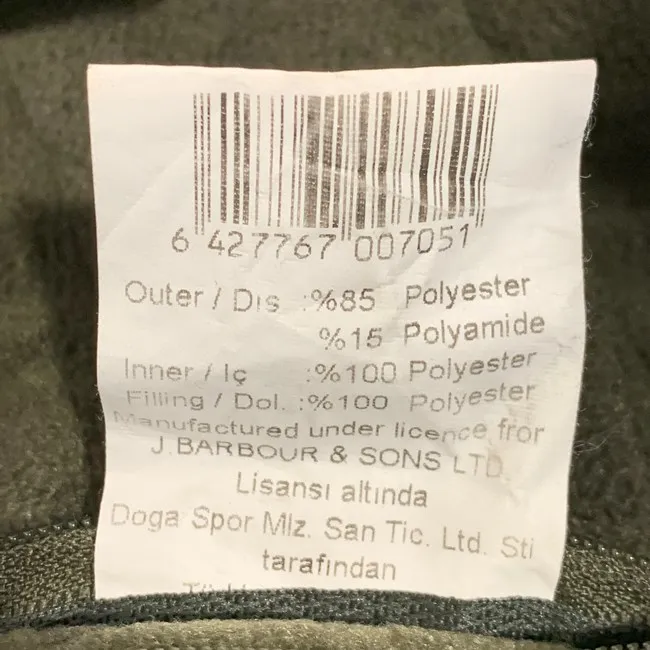 6 427767 007051
Outer / Dıs :%85 Polyester
%15 Polyamide
Inner / Iç :%100 Polyester
Filling / Dol. :%100 Polyester
Manufactured under licence fror
J.BARBOUR & SONS LTD.
Lisansı altında
Doga Spor Mlz. San Tic. Ltd. Sti
tarafından